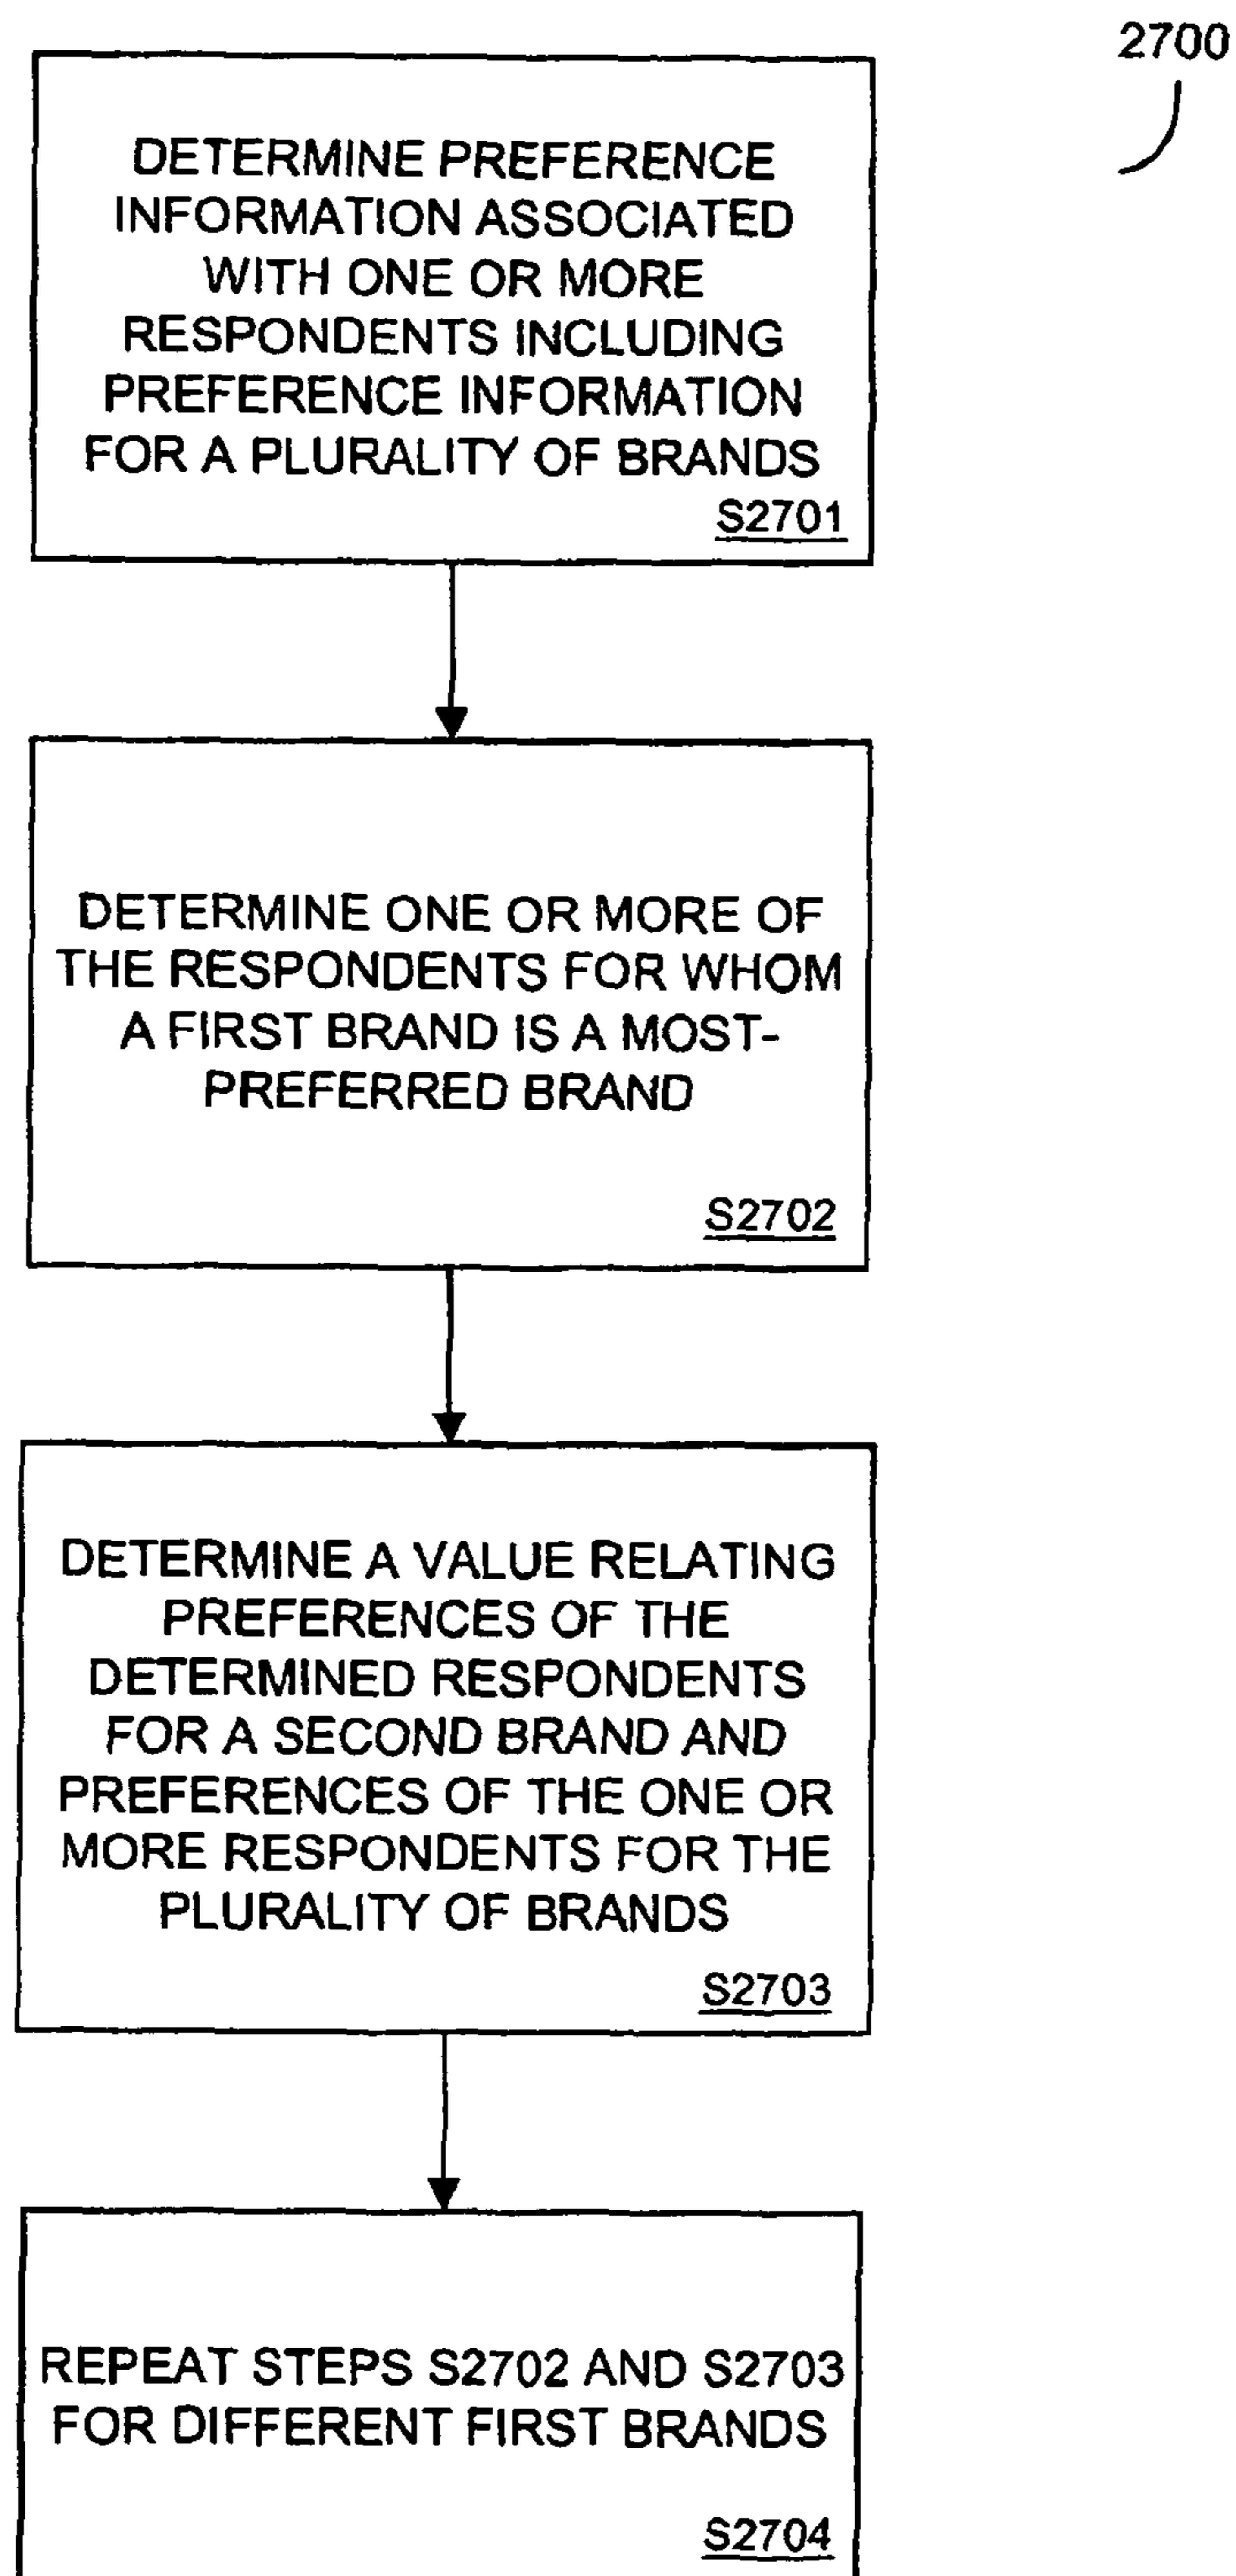 2700
DETERMINE PREFERENCE
INFORMATION ASSOCIATED
WITH ONE OR MORE
RESPONDENTS INCLUDING
PREFERENCE INFORMATION
FOR A PLURALITY OF BRANDS
S2701
DETERMINE ONE OR MORE OF
THE RESPONDENTS FOR WHOM
A FIRST BRAND IS A MOST-
PREFERRED BRAND
S2702
DETERMINE A VALUE RELATING
PREFERENCES OF THE
DETERMINED RESPONDENTS
FOR A SECOND BRAND AND
PREFERENCES OF THE ONE OR
MORE RESPONDENTS FOR THE
PLURALITY OF BRANDS
S2703
REPEAT STEPS S2702 AND S2703
FOR DIFFERENT FIRST BRANDS
S2704